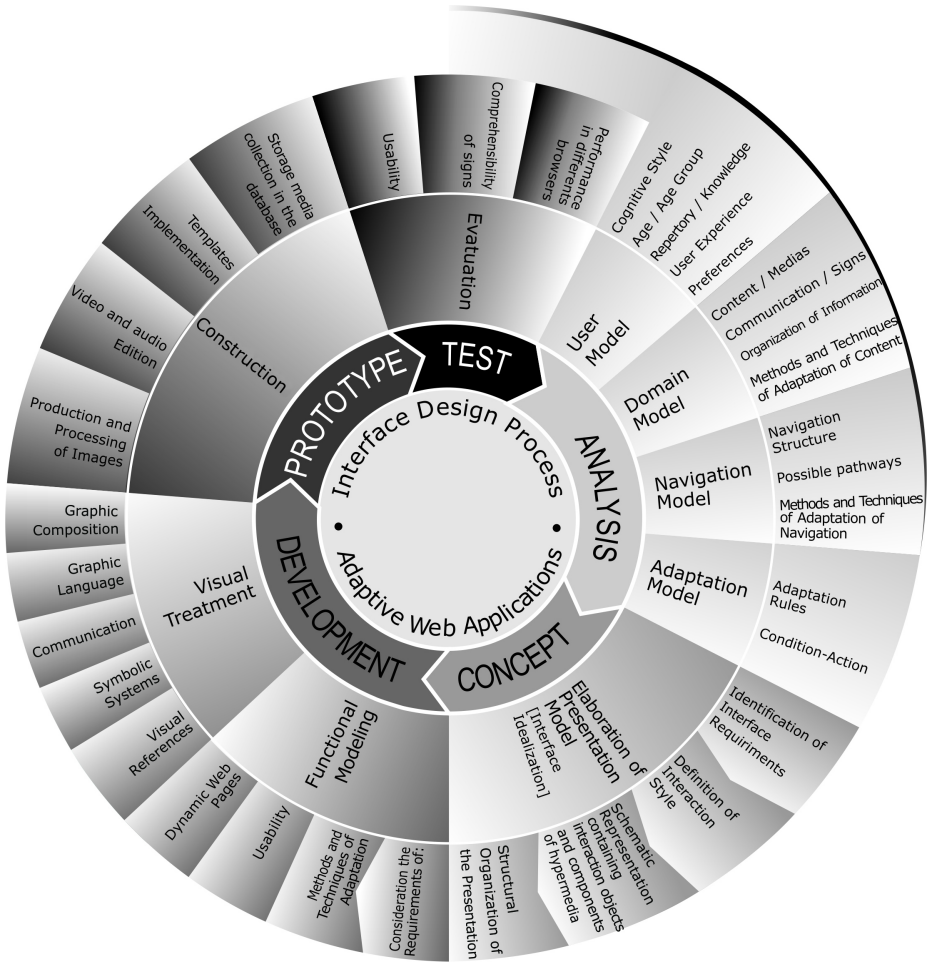 Interface Design Process
Adaptive Web Applications
TEST
ANALYSIS
CONCEPT
DEVELOPMENT
PROTOTYPE
Evatuation
Usability
Comprehensibility
of signs
Performance
in differents
browsers
User
Model
Cognitive Style
Age / Age Group
Repertory / Knowledge
User Experience
Preferences
Domain
Model
Content / Medias
Communication / Signs
Organization of Information
Methods and Techniques
of Adaptation of Content
Navigation
Model
Navigation
Structure
Possible pathways
Methods and Techniques
of Adaptation of
Navigation
Adaptation
Model
Adaptation
Rules
Condition-Action
Elaboration of
Presentation
Model
[Interface
Idealization]
Identification of
Interface
Requiriments
Definition of
Interaction
Style
Schematic
Representation
containing
interaction objects
and components
of hypermedia
Structural
Organization of
the Presentation
Functional
Modeling
Consideration the
Requirements of:
Methods and
Techniques of
Adaptation
Usability
Dynamic Web
Pages
Visual
Treatment
Visual
References
Symbolic
Systems
Communication
Graphic
Language
Graphic
Composition
Construction
Production and
Processing
of Images
Video and audio
Edition
Templates
Implementation
Storage media
collection in the
database